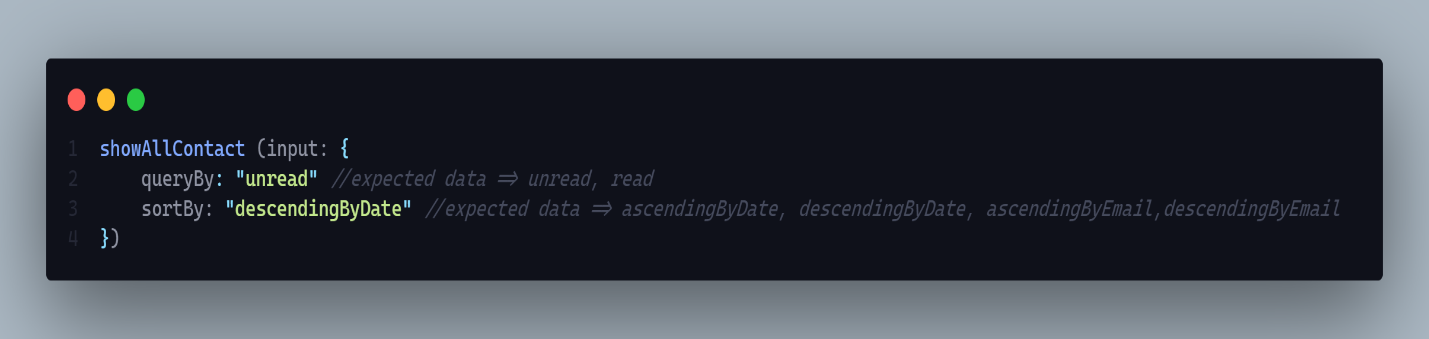 1 showAllContact (input: {
2 queryBy: "unread" //expected data => unread, read
3 sortBy: "descendingByDate" //expected data => ascendingByDate, descendingByDate, ascendingByEmail,descendingByEmail
4 })